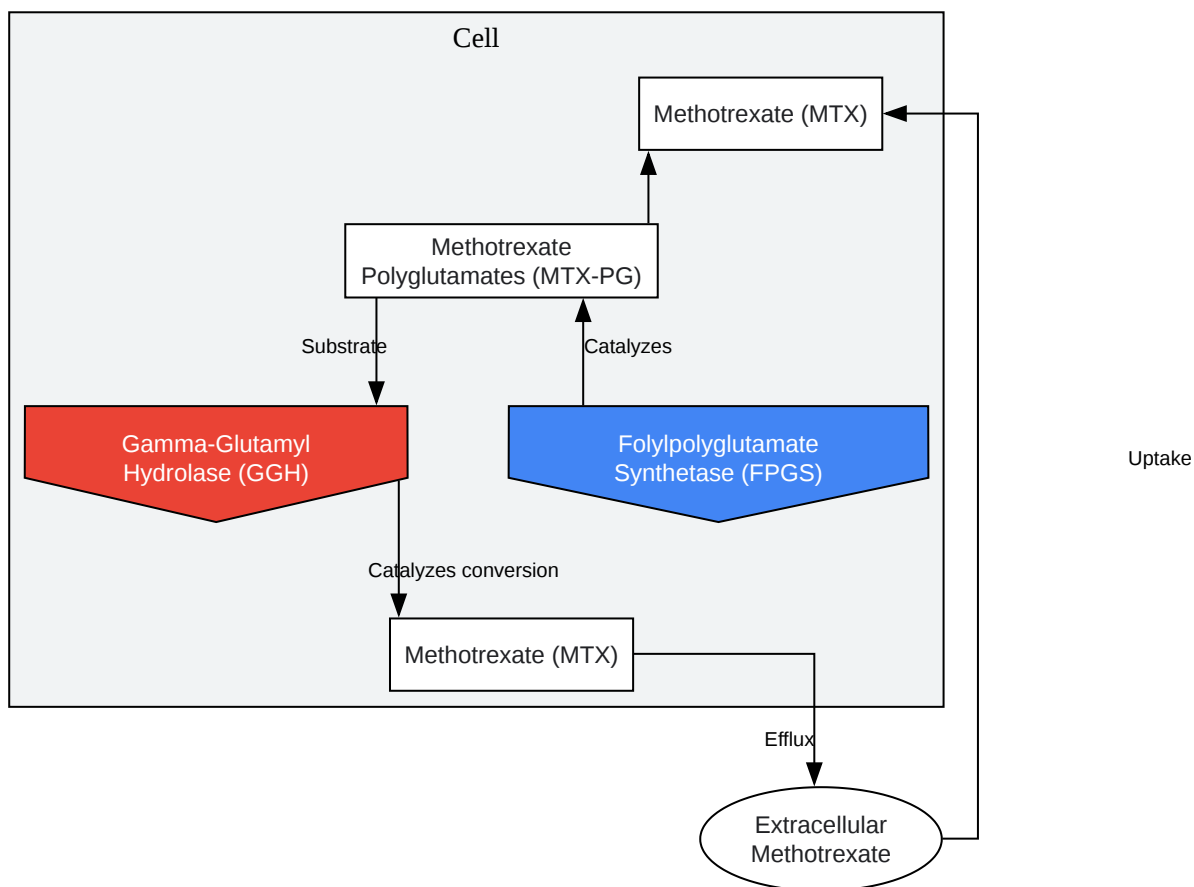 Cell
Methotrexate (MTX)
Methotrexate
Polyglutamates (MTX-PG)
Substrate
Catalyzes
Gamma-Glutamyl
Hydrolase (GGH)
Folylpolyglutamate
Synthetase (FPGS)
Uptake
Catalyzes conversion
Methotrexate (MTX)
Efflux
Extracellular
Methotrexate